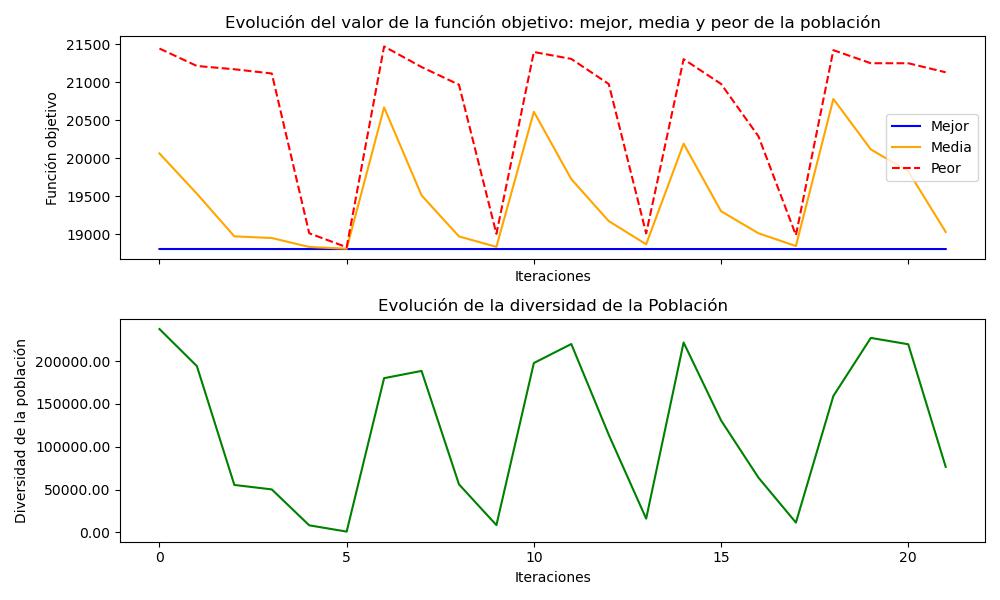 Evolución del valor de la función objetivo: mejor, media y peor de la población
Función objetivo
21500
21000
20500
20000
19500
19000
Mejor
Media
Peor
Iteraciones
Evolución de la diversidad de la Población
Diversidad de la población
200000.00
150000.00
100000.00
50000.00
0.00
0
5
10
15
20
Iteraciones